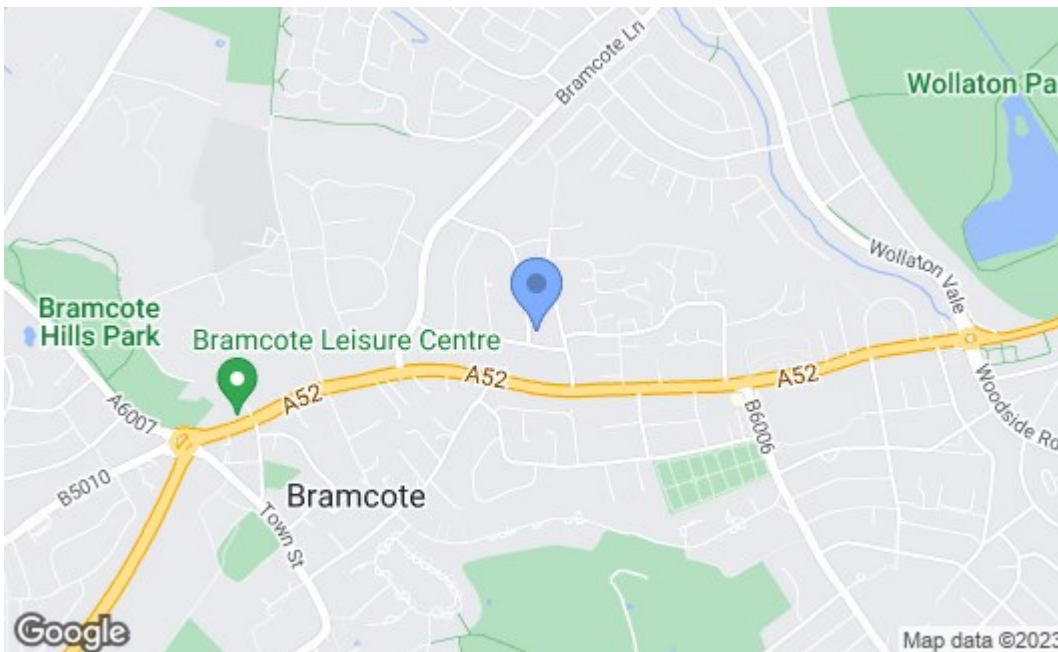 Bramcote Ln
Wollaton Pa
Wollaton Vale
Bramcote
Hills Park
Bramcote Leisure Centre
A52
A52
A52
A6007
B6006
Woodside Rd
B5010
Bramcote
Town St
Google
Map data ©2023